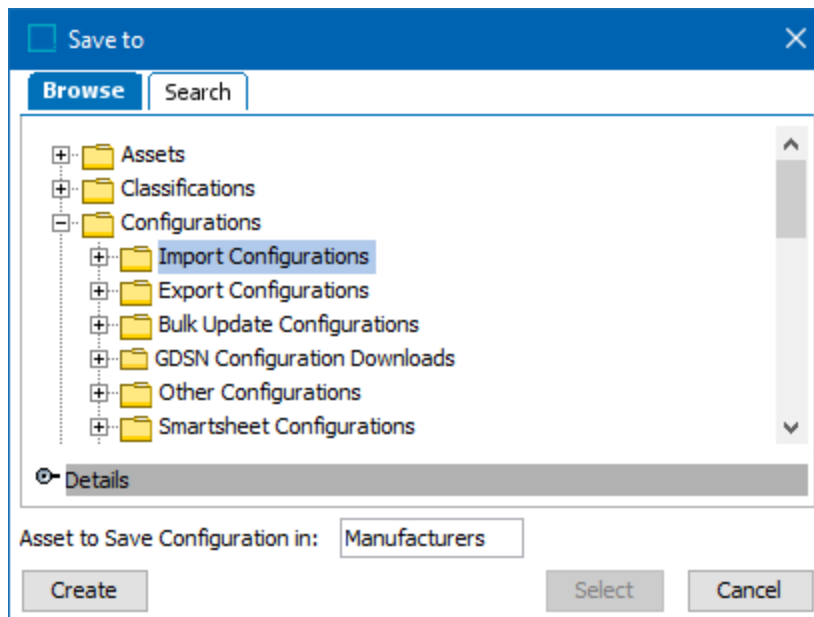 Save to
Browse Search
Assets
Classifications
Configurations
Import Configurations
Export Configurations
Bulk Update Configurations
GDSN Configuration Downloads
Other Configurations
Smartsheet Configurations
Details
Asset to Save Configuration in: Manufacturers
Create Select Cancel